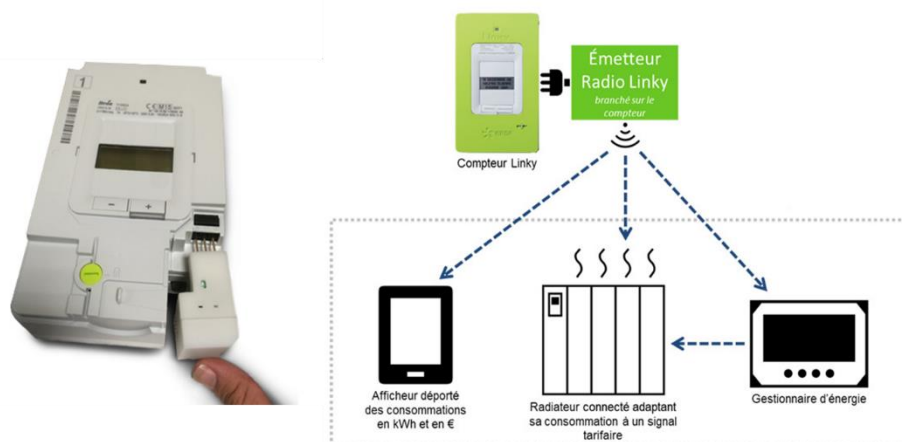 1
Linky
Émetteur
Radio Linky
branché sur le
compteur
Compteur Linky
Afficheur déporté
des consommations
en kWh et en €
Radiateur connecté adaptant
sa consommation à un signal
tarifaire
Gestionnaire d'énergie